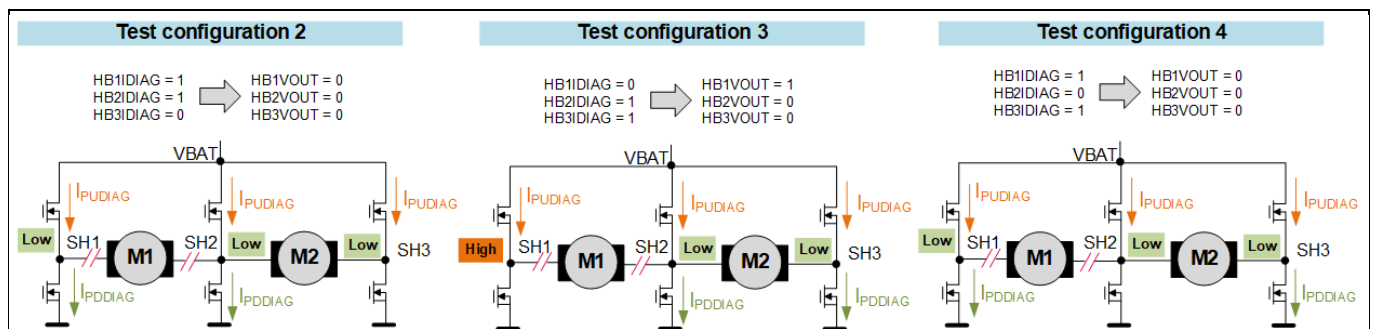 Test configuration 2
HB1IDIAG = 1
HB2IDIAG = 1
HB3IDIAG = 0
HB1VOUT = 0
HB2VOUT = 0
HB3VOUT = 0
VBAT
IPUDIAG
IPUDIAG
IPUDIAG
Low
SH1
M1
SH2
Low
M2
Low
SH3
IPDDIAG
IPDDIAG
Test configuration 3
HB1IDIAG = 0
HB2IDIAG = 1
HB3IDIAG = 1
HB1VOUT = 1
HB2VOUT = 0
HB3VOUT = 0
VBAT
IPUDIAG
IPUDIAG
IPUDIAG
High
SH1
M1
SH2
Low
M2
Low
SH3
IPDDIAG
IPDDIAG
Test configuration 4
HB1IDIAG = 1
HB2IDIAG = 0
HB3IDIAG = 1
HB1VOUT = 0
HB2VOUT = 0
HB3VOUT = 0
VBAT
IPUDIAG
IPUDIAG
IPUDIAG
Low
SH1
M1
SH2
Low
M2
Low
SH3
IPDDIAG
IPDDIAG